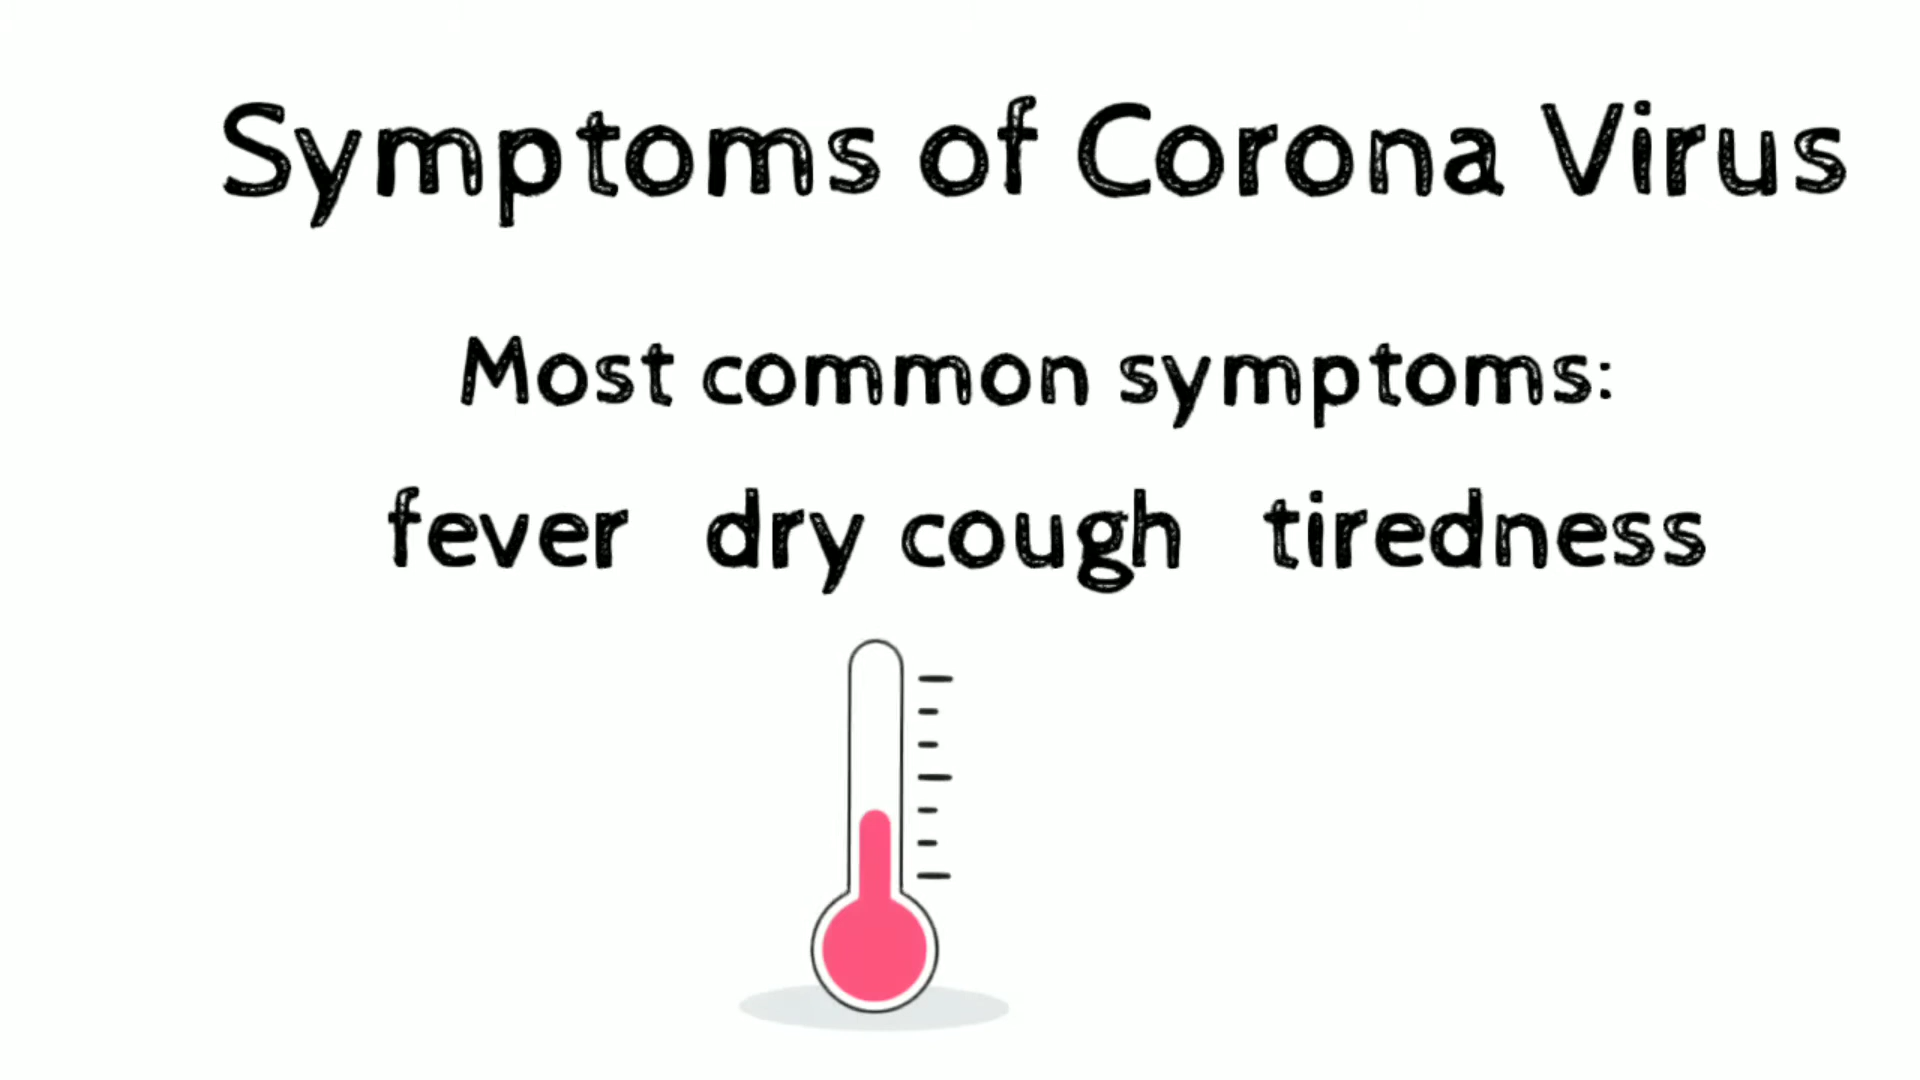 Symptoms of Corona Virus
Most common symptoms:
fever dry cough tiredness